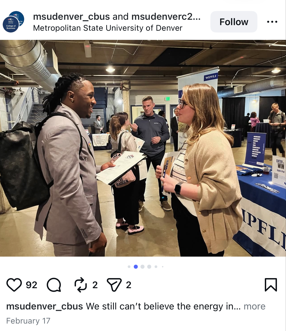 msudenver_cbus and msudenverc2...
Metropolitan State University of Denver
Follow
IPFLI
92
2
2
msudenver_cbus We still can't believe the energy in... more
February 17